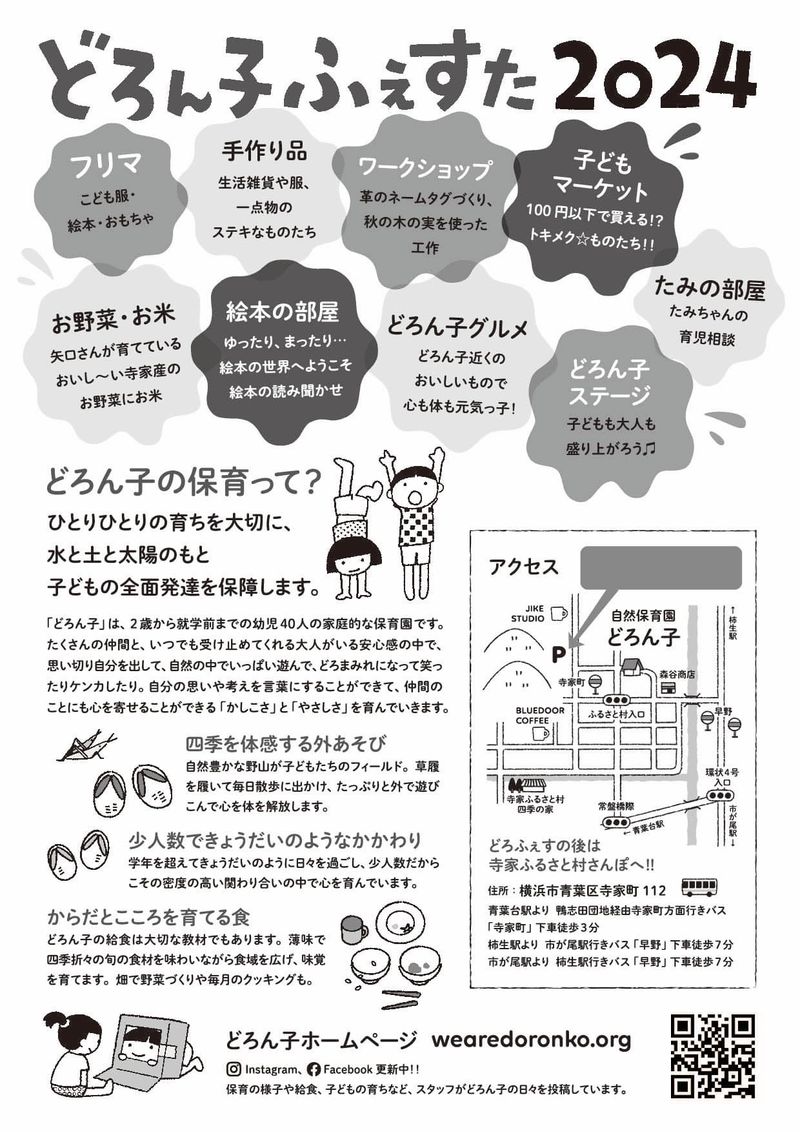 どろん子ふぇすた2024
フリマ
こども服・
絵本・おもちゃ
手作り品
生活雑貨や服、
一点物の
ステキなものたち
ワークショップ
革のネームタグづくり、
秋の木の実を使った
工作
子ども
マーケット
100円以下で買える!?
トキメク☆ものたち!!
たみの部屋
たみちゃんの
育児相談
お野菜・お米
矢口さんが育てている
おいし〜い寺家産の
お野菜にお米
絵本の部屋
ゆったり、まったり…
絵本の世界へようこそ
絵本の読み聞かせ
どろん子グルメ
どろん子近くの
おいしいもので
心も体も元気っ子!
どろん子
ステージ
子どもも大人も
盛り上がろう♫
どろん子の保育って?
ひとりひとりの育ちを大切に、
水と土と太陽のもと
子どもの全面発達を保障します。
「どろん子」は、2歳から就学前までの幼児40人の家庭的な保育園です。
たくさんの仲間と、いつでも受け止めてくれる大人がいる安心感の中で、
思い切り自分を出して、自然の中でいっぱい遊んで、どろまみれになって笑っ
たりケンカしたり。自分の思いや考えを言葉にすることができて、仲間の
ことにも心を寄せることができる「かしこさ」と「やさしさ」を育んでいきます。
四季を体感する外あそび
自然豊かな野山が子どもたちのフィールド。草履
を履いて毎日散歩に出かけ、たっぷりと外で遊び
こんで心を体を解放します。
少人数できょうだいのようなかかわり
学年を超えてきょうだいのように日々を過ごし、少人数だから
こその密度の高い関わり合いの中で心を育んでいます。
からだとこころを育てる食
どろん子の給食は大切な教材でもあります。薄味で
四季折々の旬の食材を味わいながら食域を広げ、味覚
を育てます。畑で野菜づくりや毎月のクッキングも。
アクセス
JIKE
STUDIO
P
自然保育園
どろん子
↑柿生駅
寺家町
森谷商店
ふるさと村入口
早野
BLUEDOOR
COFFEE
寺家ふるさと村
四季の家
常盤橋際
←青葉台駅
環状4号
入口
市が尾駅↓
どろふぇすの後は
寺家ふるさと村さんぽへ!!
住所:横浜市青葉区寺家町112
青葉台駅より 鴨志田団地経由寺家町方面行きバス
「寺家町」下車徒歩3分
柿生駅より 市が尾駅行きバス「早野」下車徒歩7分
市が尾駅より 柿生駅行きバス「早野」下車徒歩7分
どろん子ホームページ wearedoronko.org
Instagram、Facebook更新中!!
保育の様子や給食、子どもの育ちなど、スタッフがどろん子の日々を投稿しています。